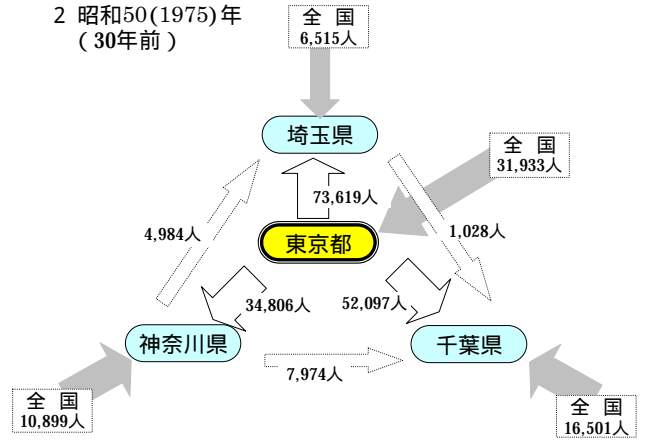 2 昭和50(1975)年
(30年前)
全 国
6,515人
埼玉県
全 国
31,933人
73,619人
4,984人
東京都
1,028人
34,806人
52,097人
神奈川県
千葉県
7,974人
全 国
10,899人
全 国
16,501人